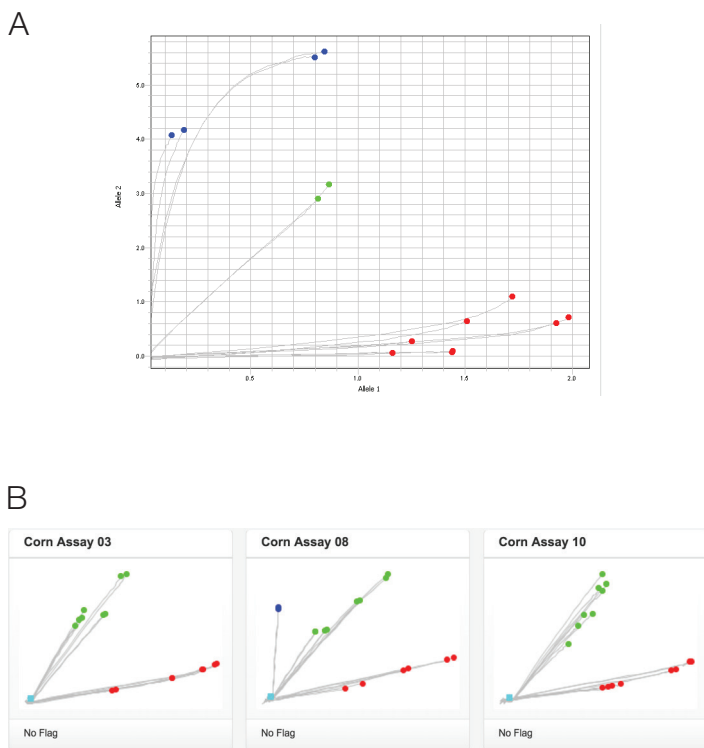 A
5.0
4.0
3.0
2.0
1.0
0.0
Allele 2
0.5
1.0
1.5
2.0
Allele 1
B
Corn Assay 03
Corn Assay 08
Corn Assay 10
No Flag
No Flag
No Flag